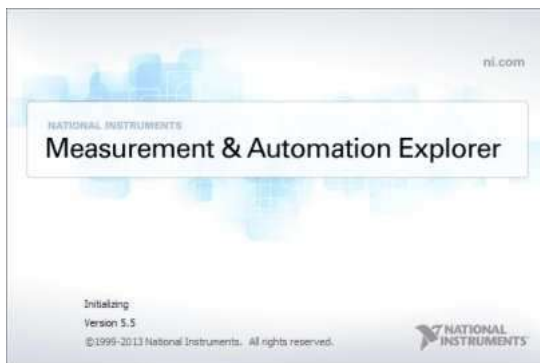 ni.com
NATIONAL INSTRUMENTS
Measurement & Automation Explorer
Initializing
Version 5.5
©1999-2013 National Instruments. All rights reserved.
NATIONAL
INSTRUMENTS